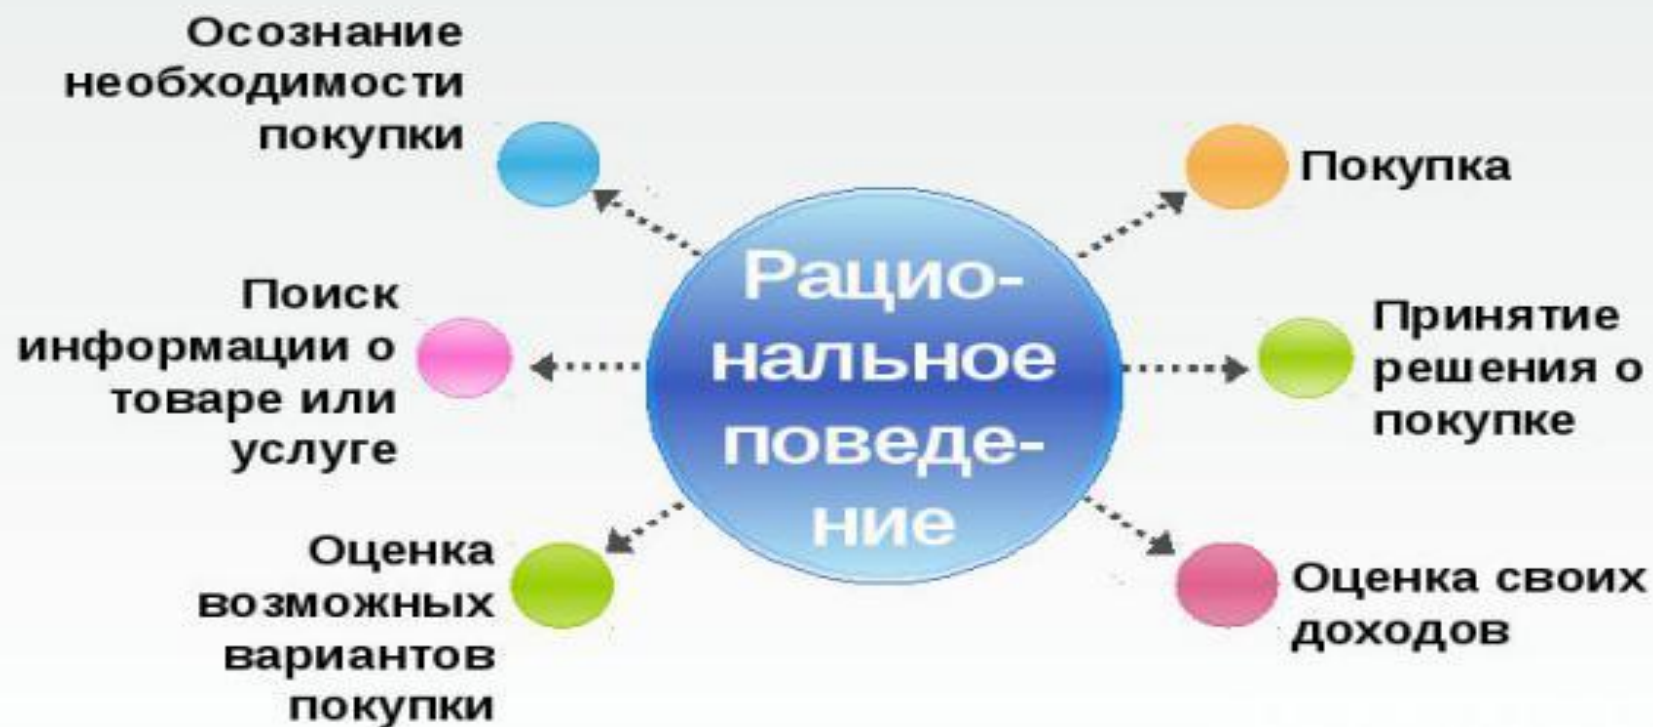 Осознание
необходимости
покупки
Поиск
информации о
товаре или
услуге
Оценка
возможных
вариантов
покупки
Рацио-
нальное
поведе-
ние
Покупка
Принятие
решения о
покупке
Оценка своих
доходов